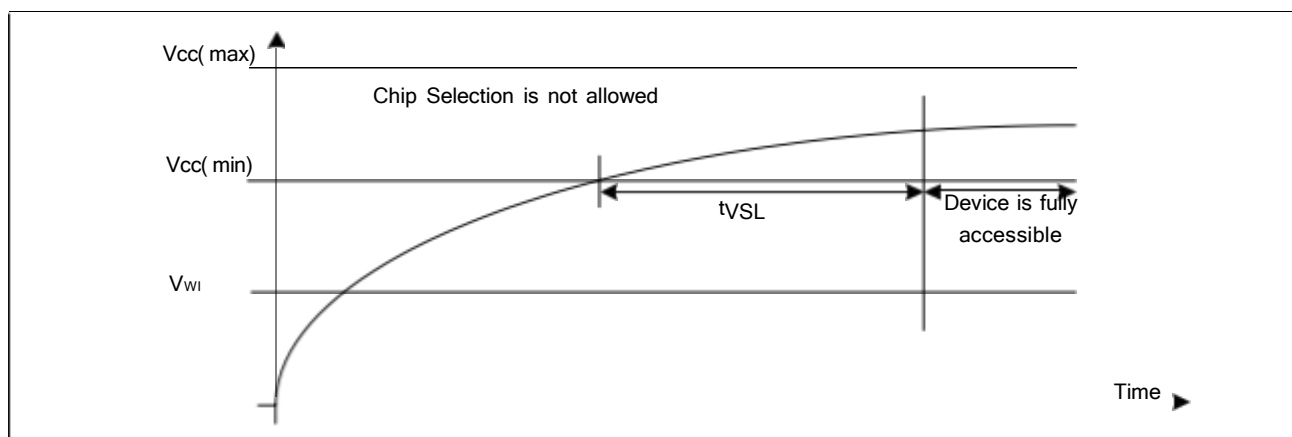 Vcc( max)
Chip Selection is not allowed
Vcc( min)
tVSL
Device is fully
accessible
VWI
Time